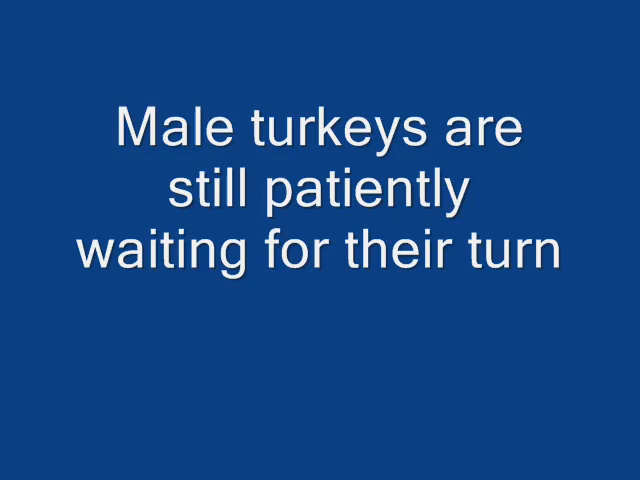 Male turkeys are
still patiently
waiting for their turn